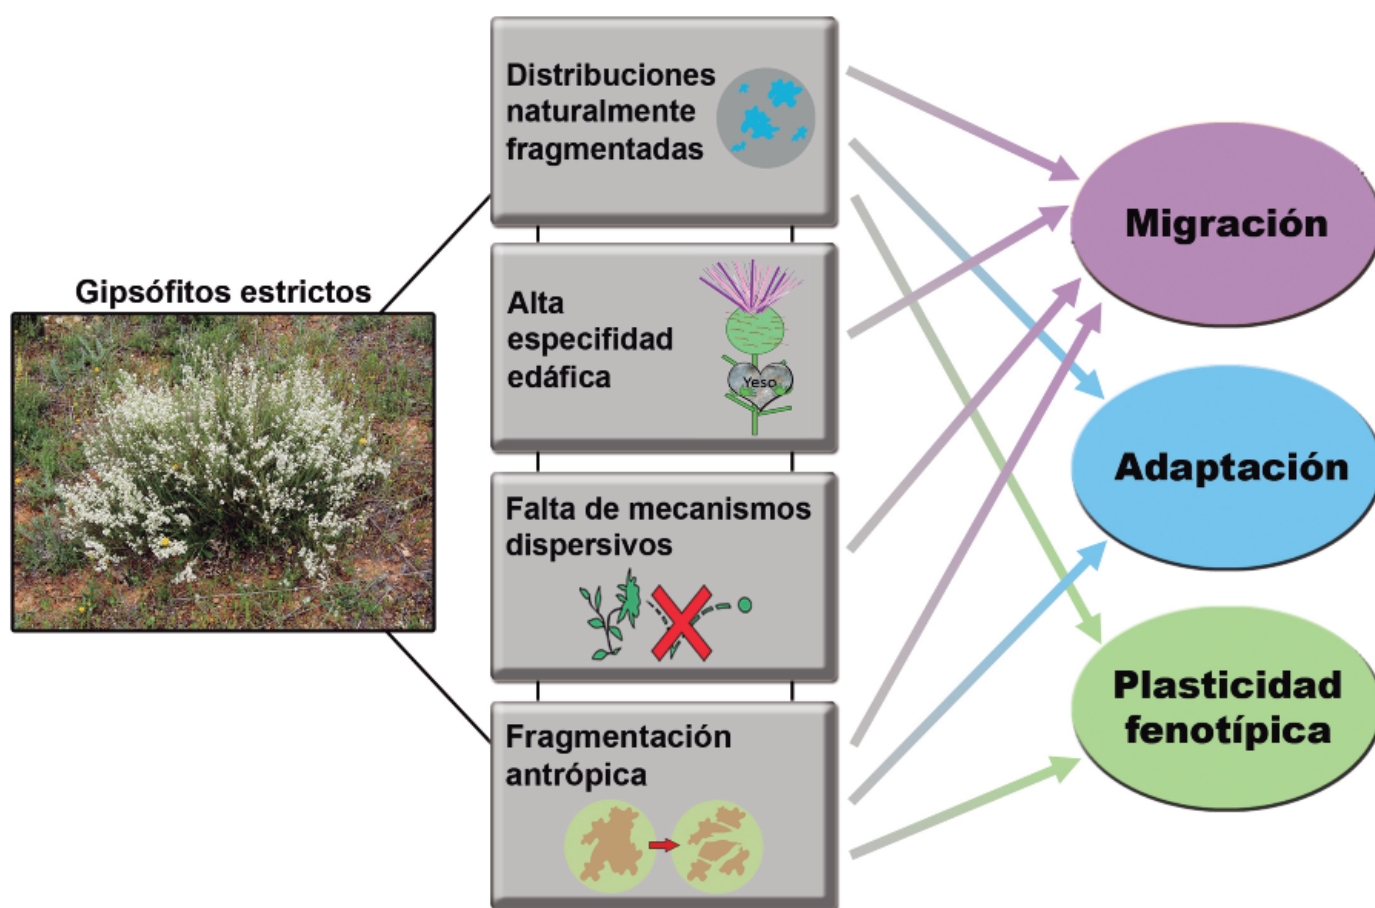 Distribuciones
naturalmente
fragmentadas
Gipsófitos estrictos
Alta
especifidad
edáfica
Yeso
Falta de mecanismos
dispersivos
Fragmentación
antrópica
Migración
Adaptación
Plasticidad
fenotípica